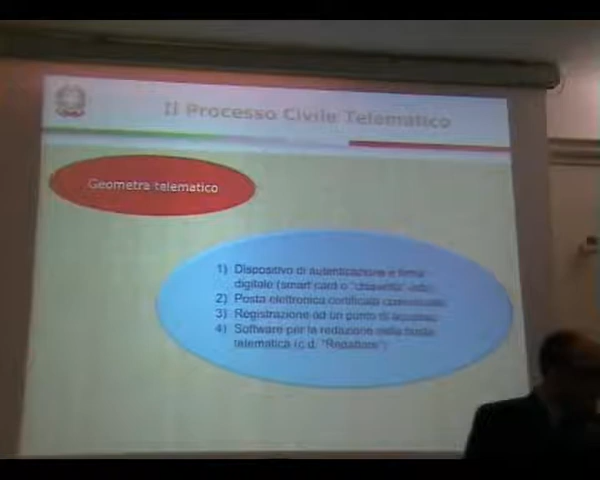 Il Processo Civile Telematico
Geometra telematico
1) Dispositivo di autenticazione e firma
digitale (smart card o "chiavetta"
2) Posta elettronica certificata
3) Registrazione ad un punto di accesso
4) Software per la redazione della busta
telematica (c.d. "Redattore")